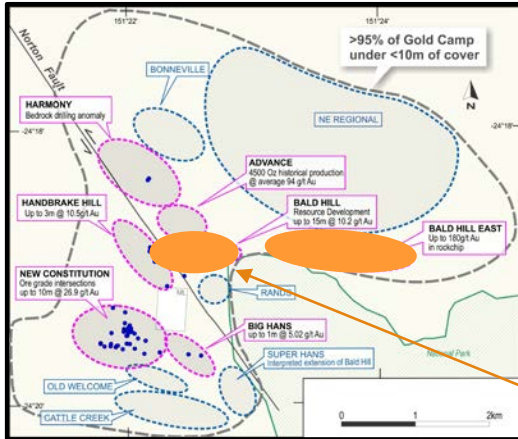 151°22'
151°24'
Norton Fault
>95% of Gold Camp
under <10m of cover
BONNEVILLE
N
HARMONY
Bedrock drilling anomaly
-24°18'
-24°18'
NE REGIONAL
ADVANCE
4500 Oz historical production
@ average 94 g/t Au
HANDBRAKE HILL
Up to 3m @ 10.5g/t Au
BALD HILL
Resource Development
up to 15m @ 10.2 g/t Au
BALD HILL EAST
Up to 180g/t Au
in rockchip
NEW CONSTITUTION
Ore grade intersections
up to 10m @ 26.9 g/t Au
ML
RANDS
BIG HANS
up to 1m @ 5.02 g/t Au
SUPER HANS
Interpreted extension of Bald Hill
National Park
OLD WELCOME
-24°20'
CATTLE CREEK
0 1 2km